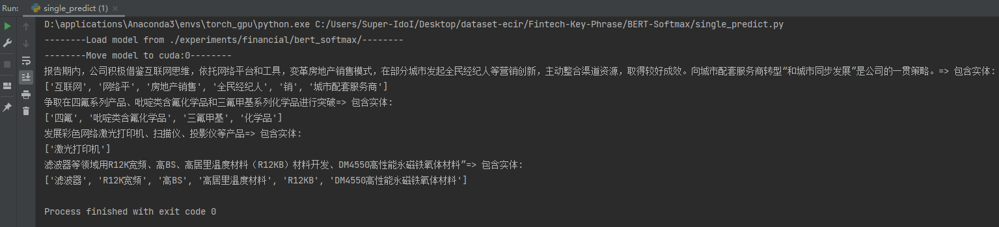 Run: single_predict (1)
D:\applications\Anaconda3\envs\torch_gpu\python.exe C:/Users/Super-IdoI/Desktop/dataset-ecir/Fintech-Key-Phrase/BERT-Softmax/single_predict.py
--------Load model from ./experiments/financial/bert_softmax/--------
--------Move model to cuda:0--------
报告期内，公司积极借鉴互联网思维，依托网络平台和工具，变革房地产销售模式，在部分城市发起全民经纪人等营销创新，主动整合渠道资源，取得较好成效。向城市配套服务商转型“和城市同步发展”是公司的一贯策略。=> 包含实体:
['互联网', '网络平', '房地产销售', '全民经纪人', '销', '城市配套服务商']
争取在四氟系列产品、吡啶类含氟化学品和三氟甲基系列化学品进行突破=> 包含实体:
['四氟', '吡啶类含氟化学品', '三氟甲基', '化学品']
发展彩色网络激光打印机、扫描仪、投影仪等产品=> 包含实体:
['激光打印机']
滤波器等领域用R12K宽频、高BS、高居里温度材料（R12KB）材料开发、DM4550高性能永磁铁氧体材料”=> 包含实体:
['滤波器', 'R12K宽频', '高BS', '高居里温度材料', 'R12KB', 'DM4550高性能永磁铁氧体材料']
Process finished with exit code 0